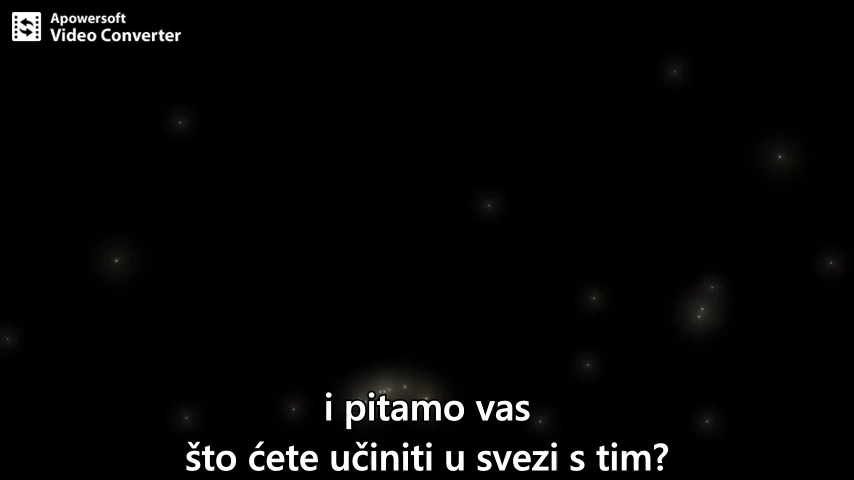 Apowersoft
Video Converter
i pitamo vas
što ćete učiniti u svezi s tim?